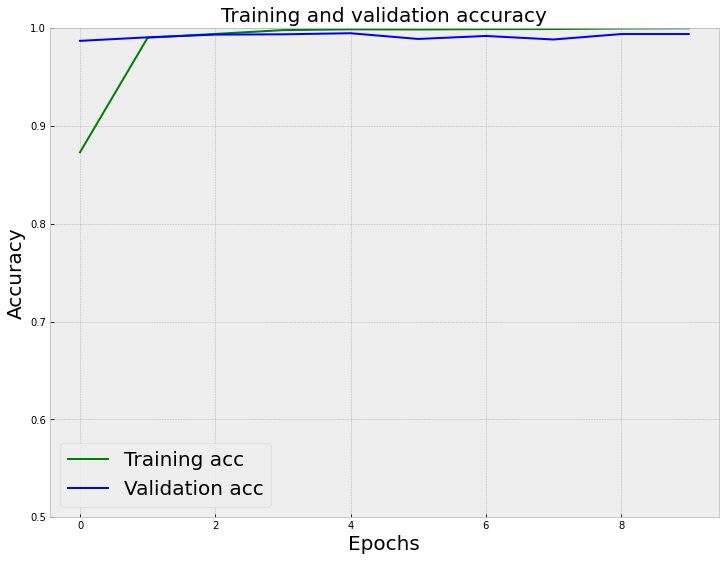 Training and validation accuracy
1.0
0.9
0.8
0.7
0.6
0.5
Accuracy
Training acc
Validation acc
0 2 4 6 8
Epochs